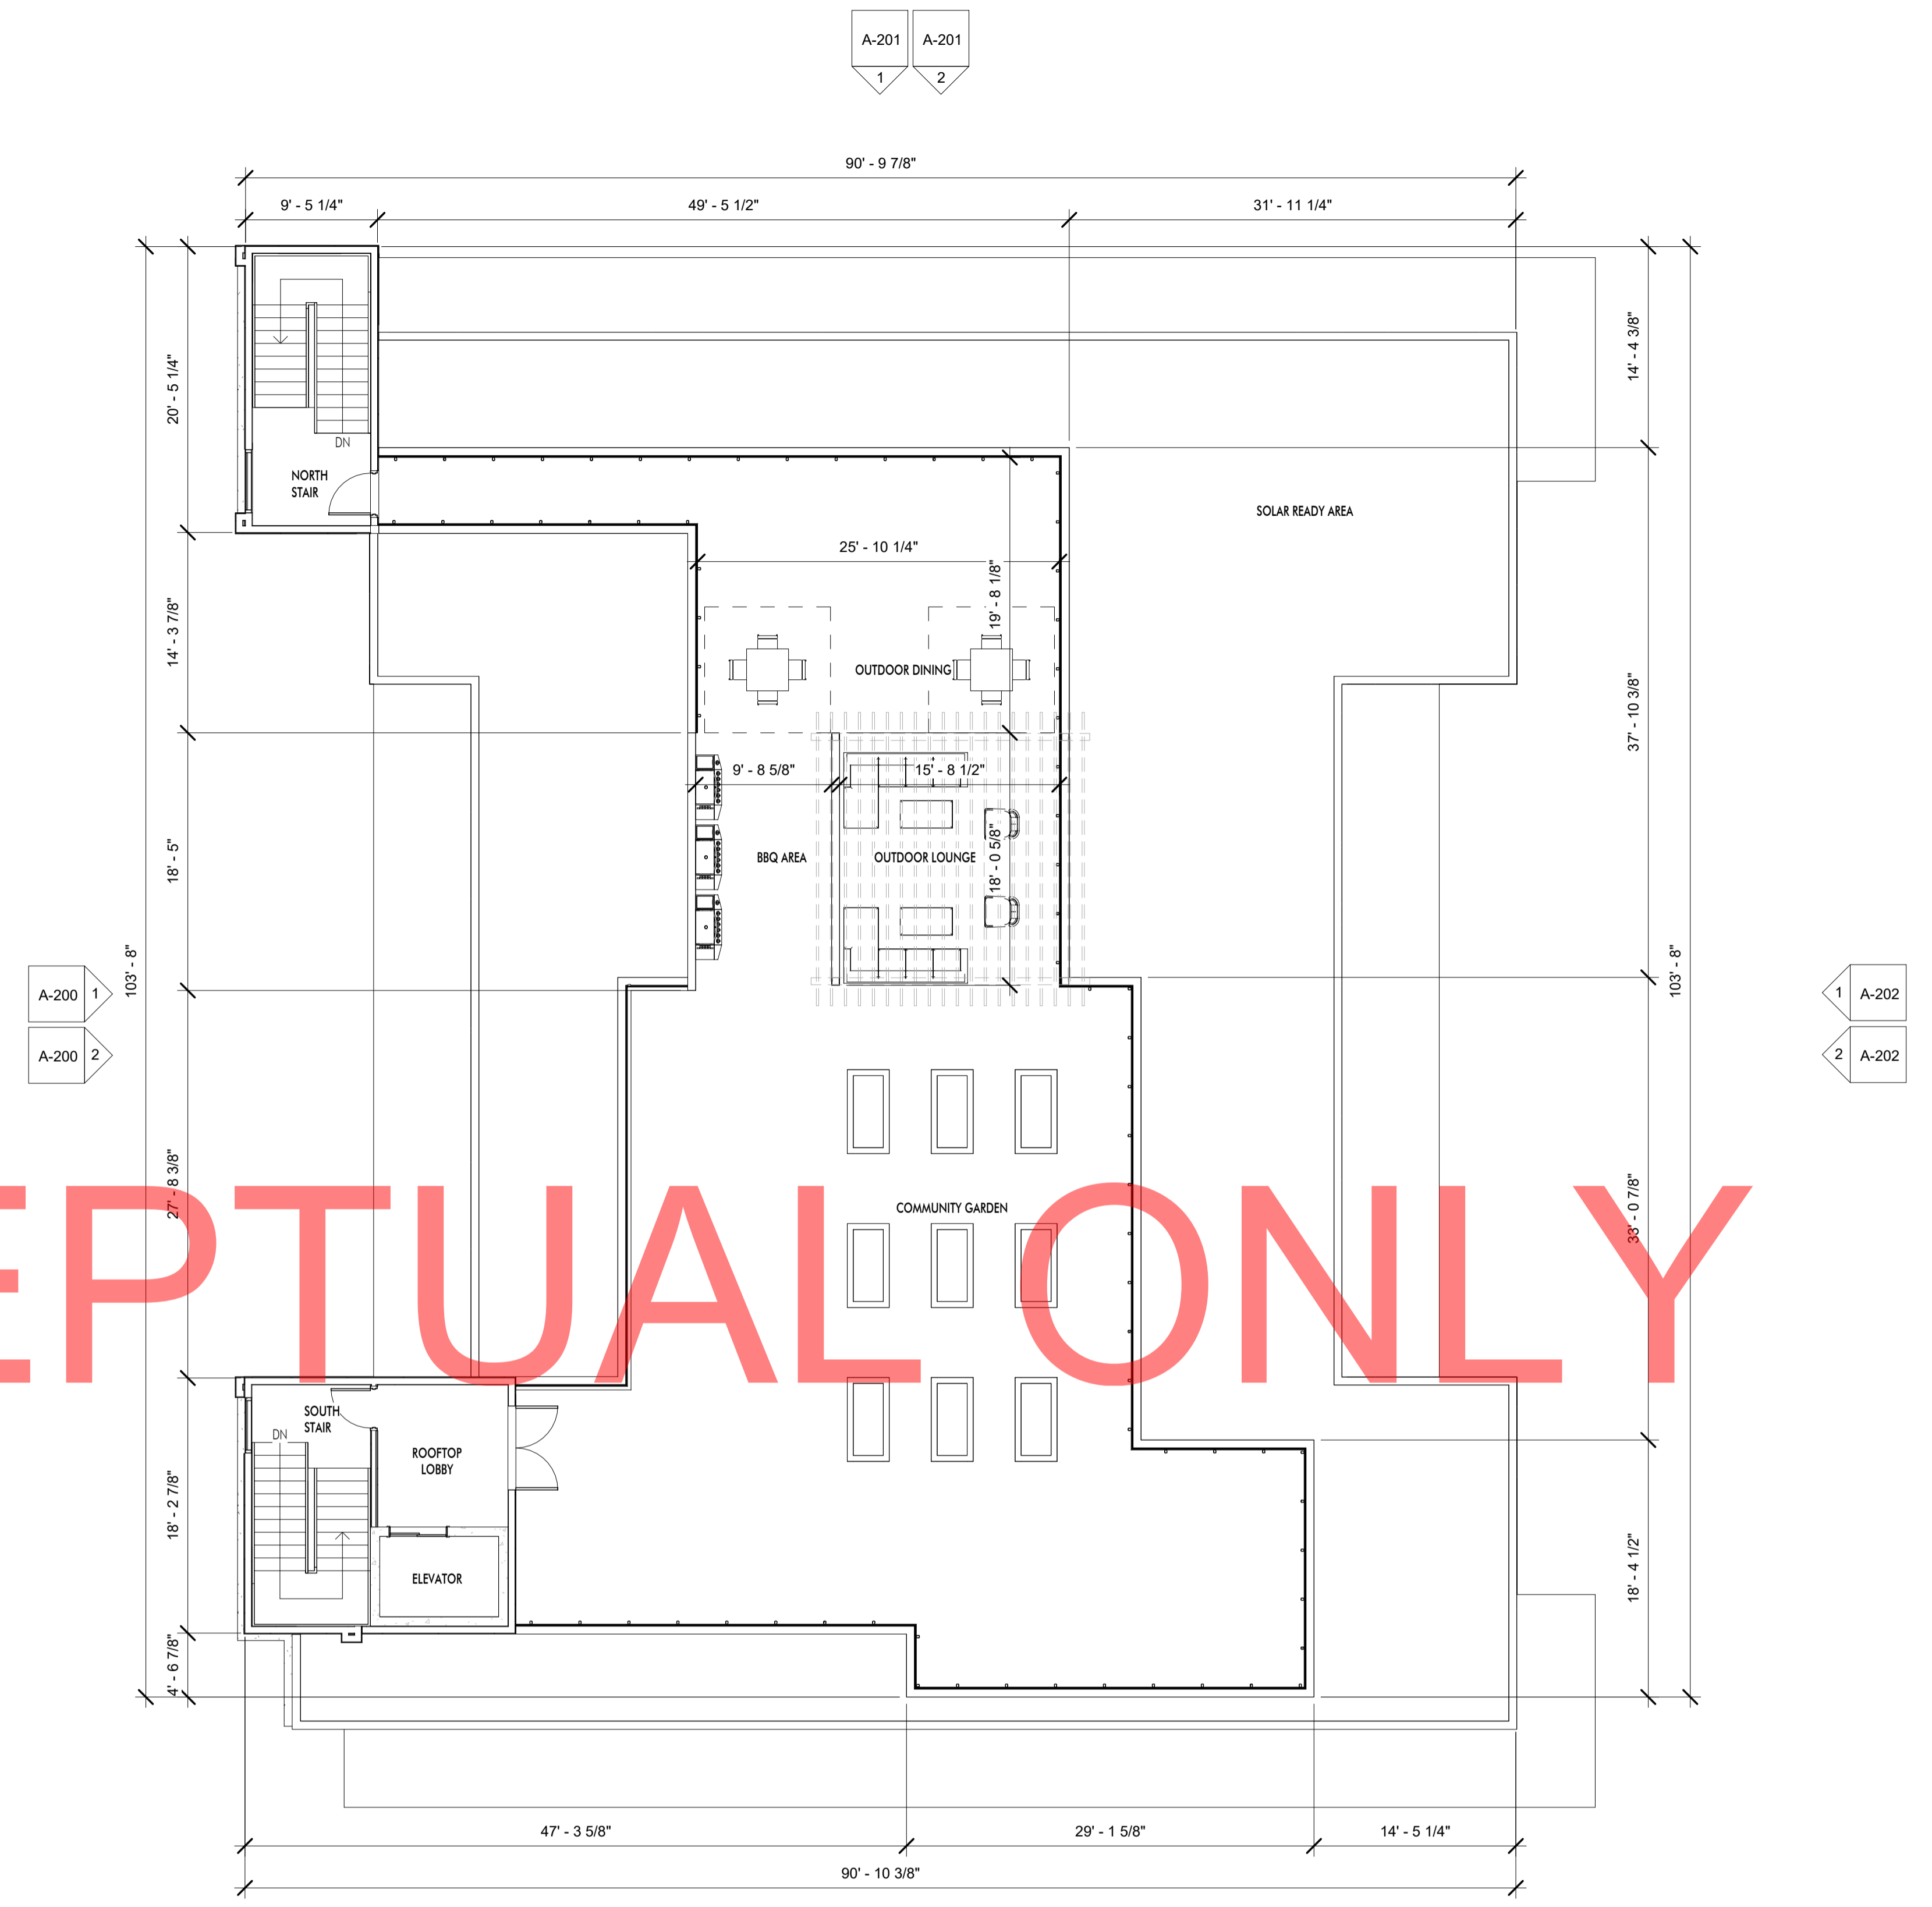 A-201 A-201
1 2
90' - 9 7/8"
9' - 5 1/4" 49' - 5 1/2" 31' - 11 1/4"
14' - 4 3/8"
20' - 5 1/4"
DN
NORTH
STAIR
SOLAR READY AREA
25' - 10 1/4"
19' - 8 1/8"
14' - 3 7/8"
OUTDOOR DINING
37' - 10 3/8"
9' - 8 5/8" 15' - 8 1/2"
18' - 5"
BBQ AREA
OUTDOOR LOUNGE
18' - 0 5/8"
103' - 8"
103' - 8"
A-200 1
A-200 2
1 A-202
2 A-202
27' - 8 3/8"
COMMUNITY GARDEN
33' - 0 7/8"
EPTUAL ONLY
SOUTH
STAIR
DN
ROOFTOP
LOBBY
18' - 2 7/8"
ELEVATOR
18' - 4 1/2"
4' - 6 7/8"
47' - 3 5/8" 29' - 1 5/8" 14' - 5 1/4"
90' - 10 3/8"